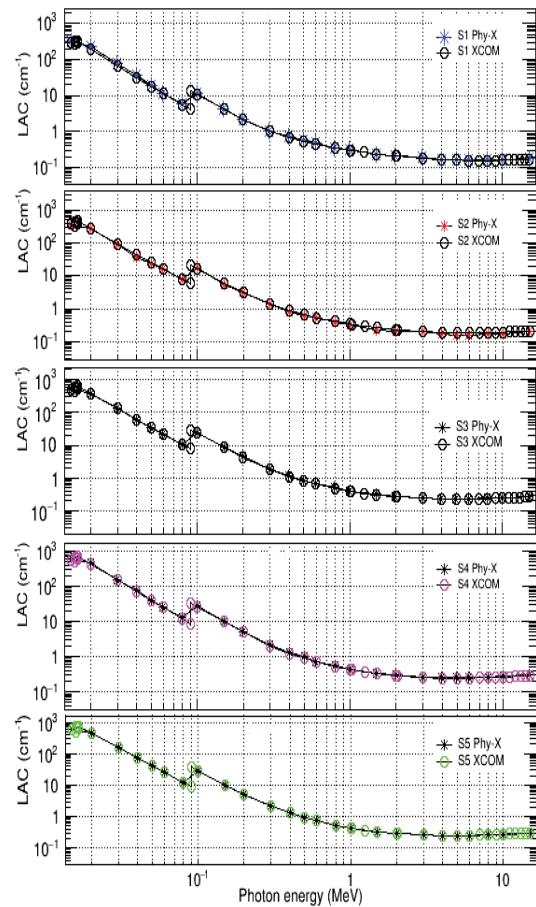 10³
10²
10
1
10⁻¹
LAC (cm⁻¹)
S1 Phy-X
S1 XCOM
10³
10²
10
1
10⁻¹
LAC (cm⁻¹)
S2 Phy-X
S2 XCOM
10³
10²
10
1
10⁻¹
LAC (cm⁻¹)
S3 Phy-X
S3 XCOM
10³
10²
10
1
10⁻¹
LAC (cm⁻¹)
S4 Phy-X
S4 XCOM
10³
10²
10
1
10⁻¹
LAC (cm⁻¹)
S5 Phy-X
S5 XCOM
10⁻¹ 1 10
Photon energy (MeV)